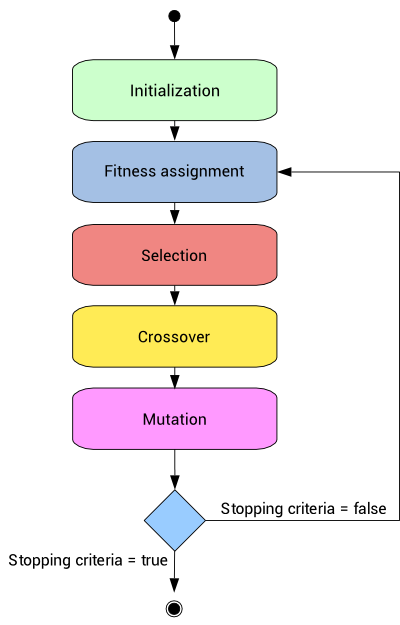 Initialization
Fitness assignment
Selection
Crossover
Mutation
Stopping criteria = false
Stopping criteria = true